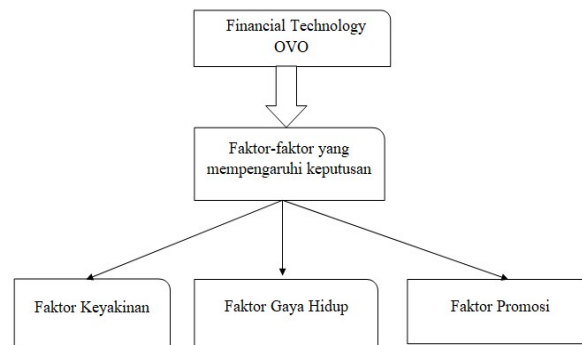 Financial Technology
OVO
Faktor-faktor yang
mempengaruhi keputusan
Faktor Keyakinan
Faktor Gaya Hidup
Faktor Promosi